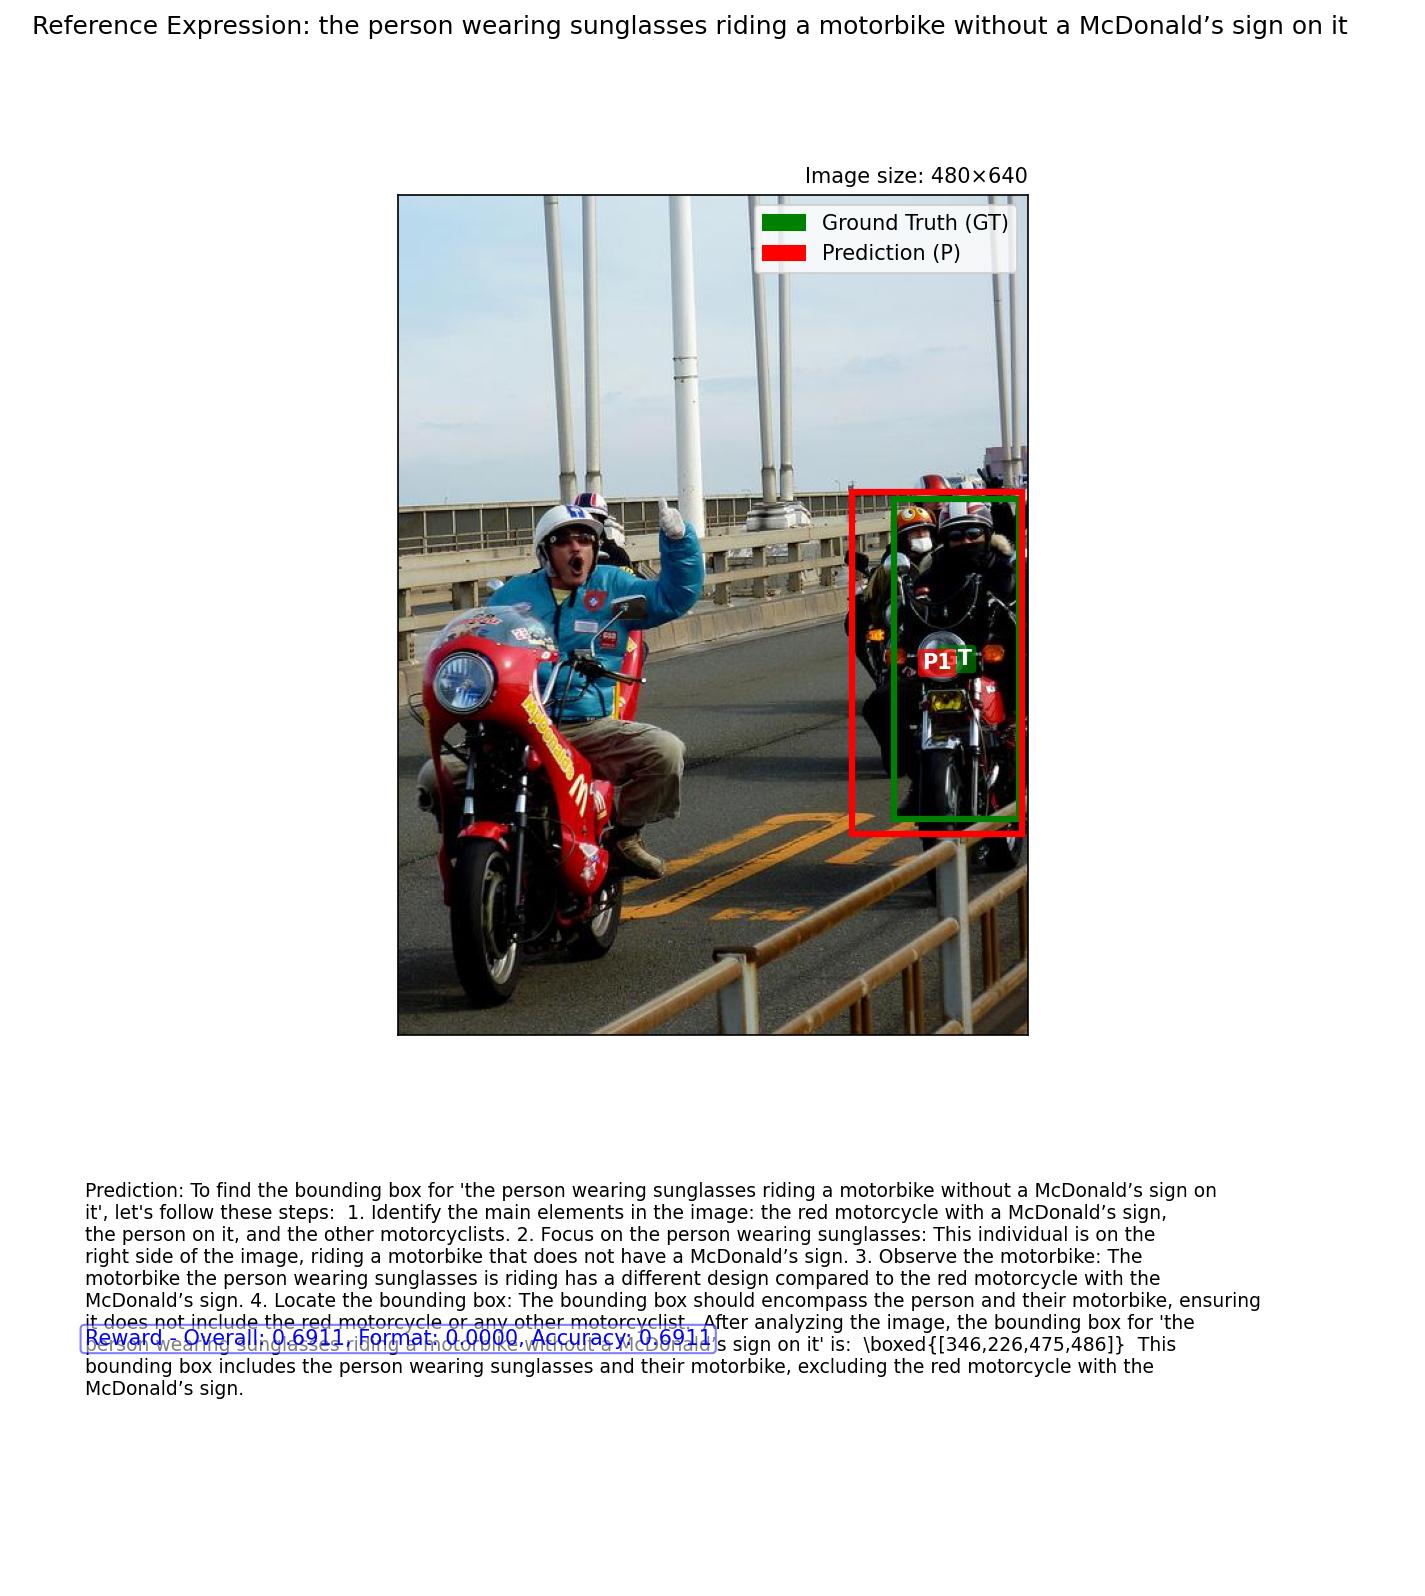 Reference Expression: the person wearing sunglasses riding a motorbike without a McDonald’s sign on it
Image size: 480×640
Ground Truth (GT)
Prediction (P)
P1
GT
McDonald's
M
Prediction: To find the bounding box for 'the person wearing sunglasses riding a motorbike without a McDonald’s sign on
it', let's follow these steps:  1. Identify the main elements in the image: the red motorcycle with a McDonald’s sign,
the person on it, and the other motorcyclists. 2. Focus on the person wearing sunglasses: This individual is on the
right side of the image, riding a motorbike that does not have a McDonald’s sign. 3. Observe the motorbike: The
motorbike the person wearing sunglasses is riding has a different design compared to the red motorcycle with the
McDonald’s sign. 4. Locate the bounding box: The bounding box should encompass the person and their motorbike, ensuring
it does not include the red motorcycle or any other motorcyclist.  After analyzing the image, the bounding box for 'the
Reward - Overall: 0.6911, Format: 0.0000, Accuracy: 0.6911
person wearing sunglasses riding a motorbike without a McDonald’s sign on it' is:  \boxed{[346,226,475,486]}  This
bounding box includes the person wearing sunglasses and their motorbike, excluding the red motorcycle with the
McDonald’s sign.